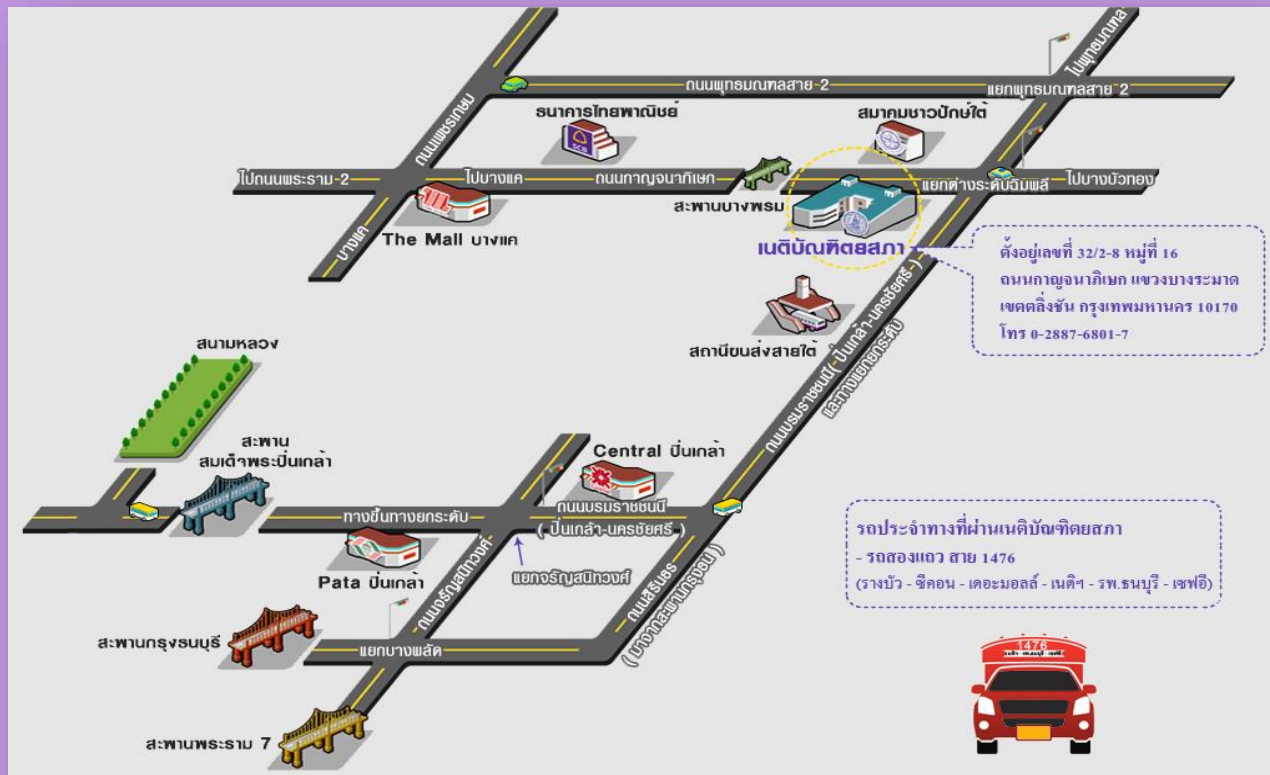 ไปพุทธมณฑล
ถนนพุทธมณฑลสาย 2
แยกพุทธมณฑลสาย 2
ถนนเพชรเกษม
ธนาคารไทยพาณิชย์
SCB
สมาคมชาวปักษ์ใต้
ไปถนนพระราม 2
ไปบางแค
ถนนกาญจนาภิเษก
แยกต่างระดับฉิมพลี
ไปบางบัวทอง
สะพานบางพรม
บางแค
The Mall บางแค
เนติบัณฑิตยสภา
ตั้งอยู่เลขที่ 32/2-8 หมู่ที่ 16
ถนนกาญจนาภิเษก แขวงบางระมาด
เขตตลิ่งชัน กรุงเทพมหานคร 10170
โทร 0-2887-6801-7
สถานีขนส่งสายใต้
ถนนบรมราชชนนี( ปิ่นเกล้า-นครชัยศรี )
และทางแยกยกระดับ
สนามหลวง
สะพาน
สมเด็จพระปิ่นเกล้า
Central ปิ่นเกล้า
ถนนบรมราชชนนี
( ปิ่นเกล้า-นครชัยศรี )
ทางขึ้นทางยกระดับ
Pata ปิ่นเกล้า
แยกจรัญสนิทวงศ์
ถนนจรัญสนิทวงศ์
ถนนสิรินธร
( มาจากสะพานกรุงธน )
สะพานกรุงธนบุรี
แยกบางพลัด
สะพานพระราม 7
รถประจำทางที่ผ่านเนติบัณฑิตยสภา
- รถสองแถว สาย 1476
(รางบัว - ซีคอน - เดอะมอลล์ - เนติฯ - รพ.ธนบุรี - เซฟอี)
1476